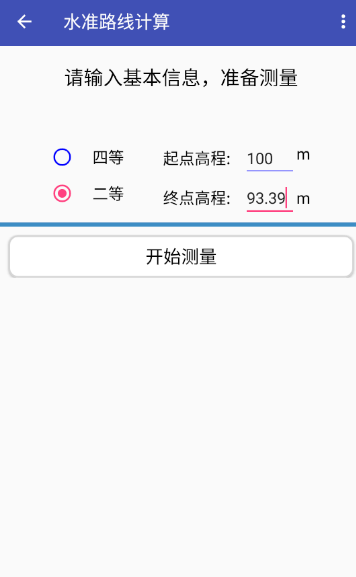 水准路线计算
请输入基本信息，准备测量
四等 起点高程: 100 m
二等 终点高程: 93.39 m
开始测量